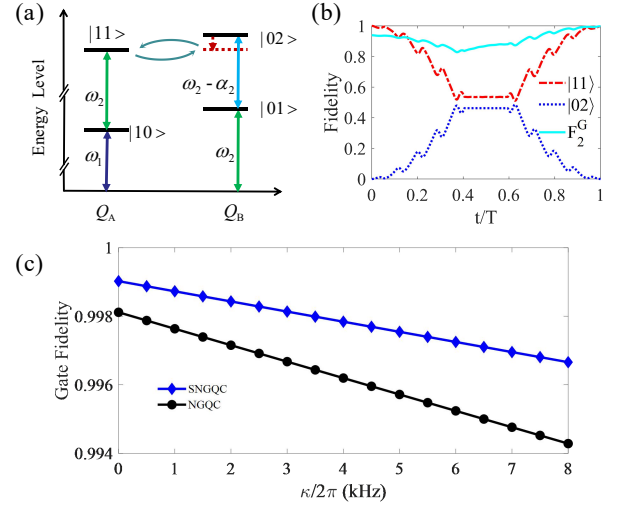 (a)
|11>
|02>
ω₂ - α₂
ω₂
|10>
|01>
ω₁
ω₂
Energy Level
Q_A
Q_B
(b)
1
0.8
0.6
0.4
0.2
0
Fidelity
|11⟩
|02⟩
F₂ᴳ
0 0.2 0.4 0.6 0.8 1
t/T
(c)
1
0.998
0.996
0.994
Gate Fidelity
SNGQC
NGQC
0 1 2 3 4 5 6 7 8
κ/2π (kHz)